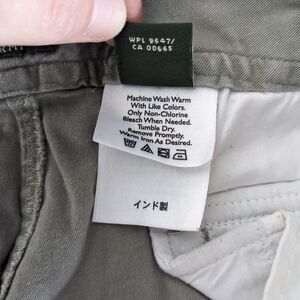 WPL 9647/
CA 00665
Machine Wash Warm
With Like Colors.
Only Non-Chlorine
Bleach When Needed.
Tumble Dry.
Remove Promptly.
Warm Iron As Desired.
インド製